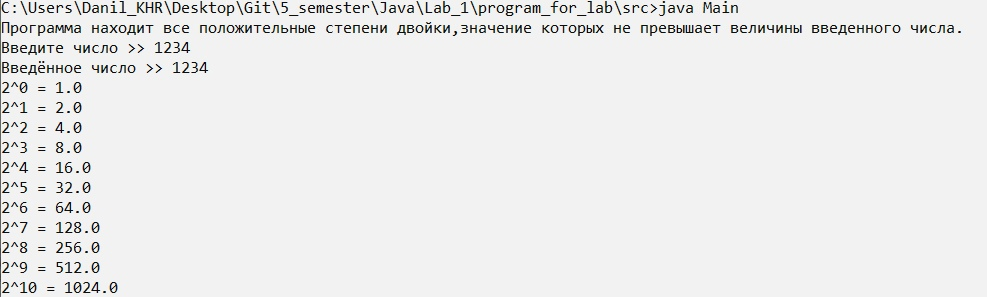 C:\Users\Danil_KHR\Desktop\Git\5_semester\Java\Lab_1\program_for_lab\src>java Main
Программа находит все положительные степени двойки,значение которых не превышает величины введенного числа.
Введите число >> 1234
Введённое число >> 1234
2^0 = 1.0
2^1 = 2.0
2^2 = 4.0
2^3 = 8.0
2^4 = 16.0
2^5 = 32.0
2^6 = 64.0
2^7 = 128.0
2^8 = 256.0
2^9 = 512.0
2^10 = 1024.0